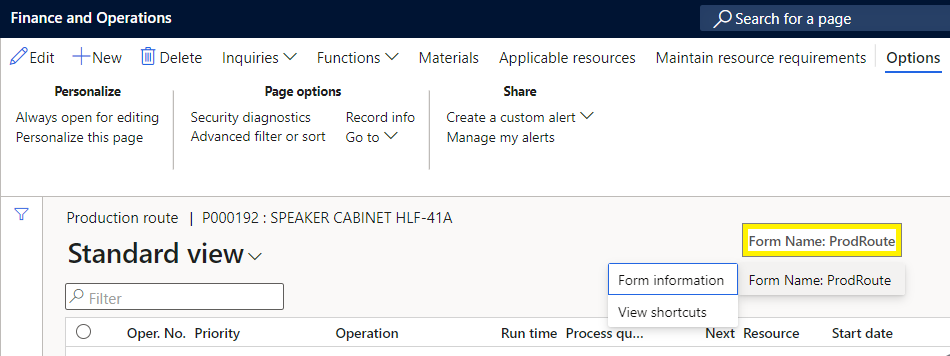 Finance and Operations
Search for a page
Edit New Delete Inquiries Functions Materials Applicable resources Maintain resource requirements Options
Personalize
Always open for editing
Personalize this page
Page options
Security diagnostics Record info
Advanced filter or sort Go to
Share
Create a custom alert
Manage my alerts
Production route | P000192 : SPEAKER CABINET HLF-41A
Standard view
Form Name: ProdRoute
Form information Form Name: ProdRoute
View shortcuts
Filter
Oper. No. Priority Operation Run time Process qu... Next Resource Start date